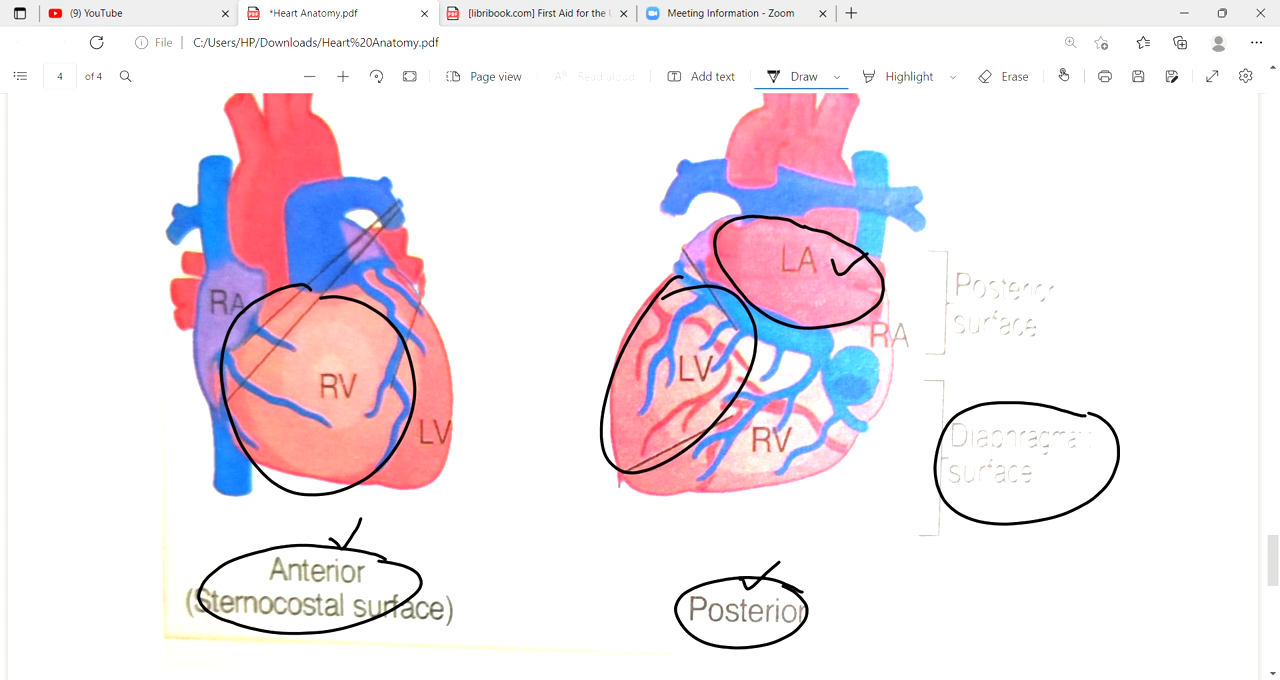 (9) YouTube
*Heart Anatomy.pdf
[libribook.com] First Aid for the
Meeting Information - Zoom
File
C:/Users/HP/Downloads/Heart%20Anatomy.pdf
4 of 4
Page view
Read aloud
Add text
Draw
Highlight
Erase
RA
RV
LV
Anterior
(Sternocostal surface)
LA
RA
LV
RV
Posterior
Posterior
surface
surface